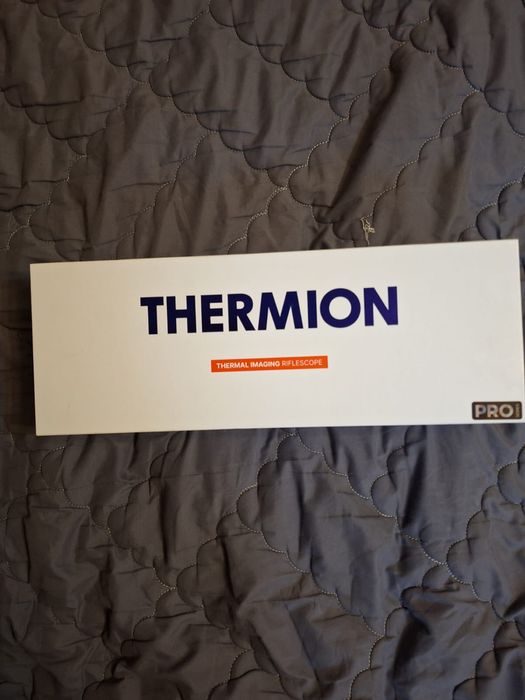 THERMION
THERMAL IMAGING RIFLESCOPE
PRO